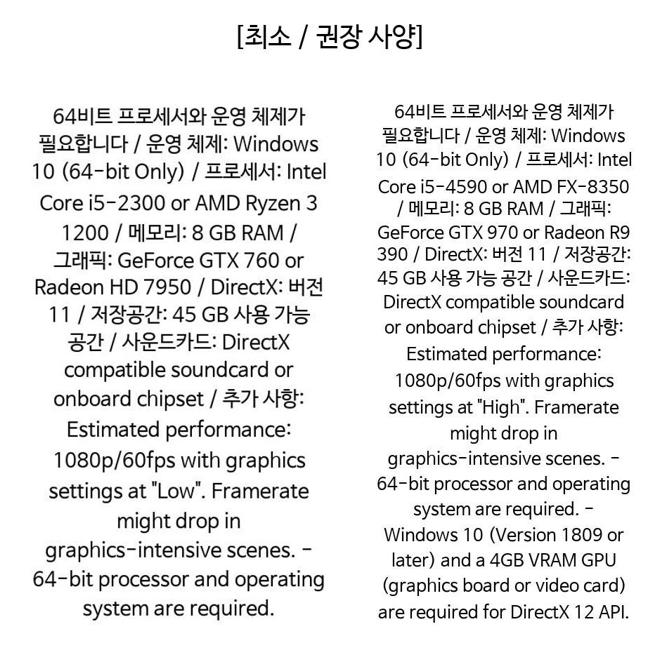 [최소 / 권장 사양]
64비트 프로세서와 운영 체제가
필요합니다 / 운영 체제: Windows
10 (64-bit Only) / 프로세서: Intel
Core i5-2300 or AMD Ryzen 3
1200 / 메모리: 8 GB RAM /
그래픽: GeForce GTX 760 or
Radeon HD 7950 / DirectX: 버전
11 / 저장공간: 45 GB 사용 가능
공간 / 사운드카드: DirectX
compatible soundcard or
onboard chipset / 추가 사항:
Estimated performance:
1080p/60fps with graphics
settings at "Low". Framerate
might drop in
graphics-intensive scenes. -
64-bit processor and operating
system are required.
64비트 프로세서와 운영 체제가
필요합니다 / 운영 체제: Windows
10 (64-bit Only) / 프로세서: Intel
Core i5-4590 or AMD FX-8350
/ 메모리: 8 GB RAM / 그래픽:
GeForce GTX 970 or Radeon R9
390 / DirectX: 버전 11 / 저장공간:
45 GB 사용 가능 공간 / 사운드카드:
DirectX compatible soundcard
or onboard chipset / 추가 사항:
Estimated performance:
1080p/60fps with graphics
settings at "High". Framerate
might drop in
graphics-intensive scenes. -
64-bit processor and operating
system are required. -
Windows 10 (Version 1809 or
later) and a 4GB VRAM GPU
(graphics board or video card)
are required for DirectX 12 API.